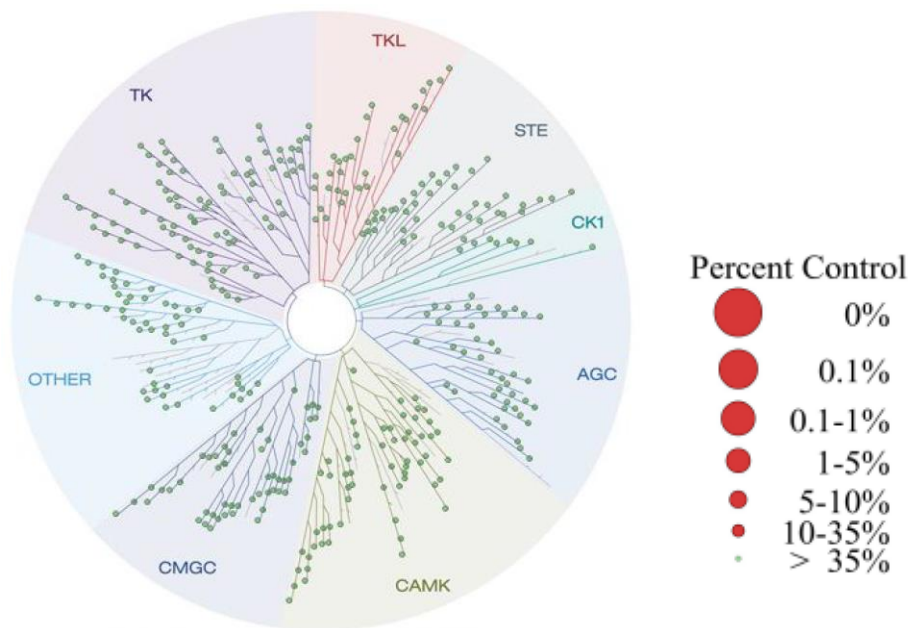 TKL
TK
STE
CK1
AGC
OTHER
CMGC
CAMK
Percent Control
0%
0.1%
0.1-1%
1-5%
5-10%
10-35%
> 35%